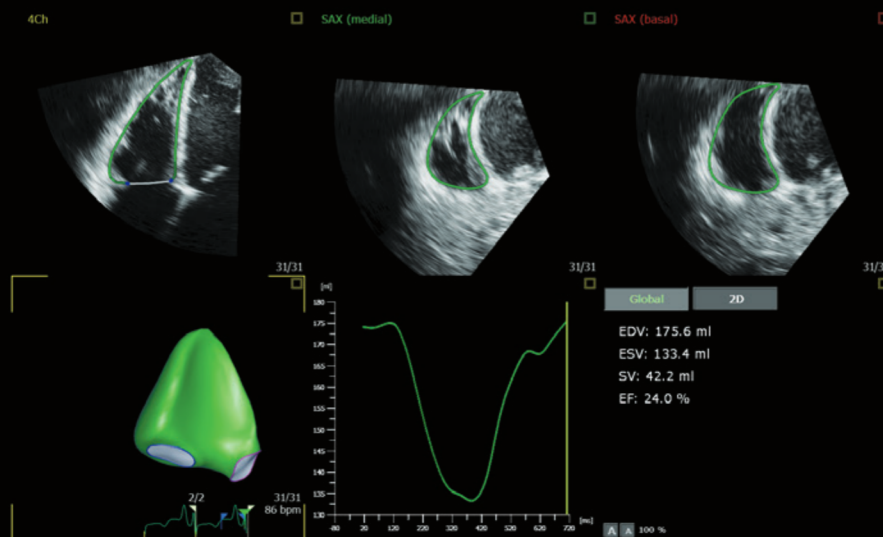 4Ch
SAX (medial)
SAX (basal)
31/31
31/31
31/3
Global
2D
EDV: 175.6 ml
ESV: 133.4 ml
SV: 42.2 ml
EF: 24.0 %
[ml]
180
175
170
165
160
155
150
145
140
135
130
-80 20 120 220 320 420 520 620 720 [ms]
2/2
31/31
86 bpm
A A 100 %